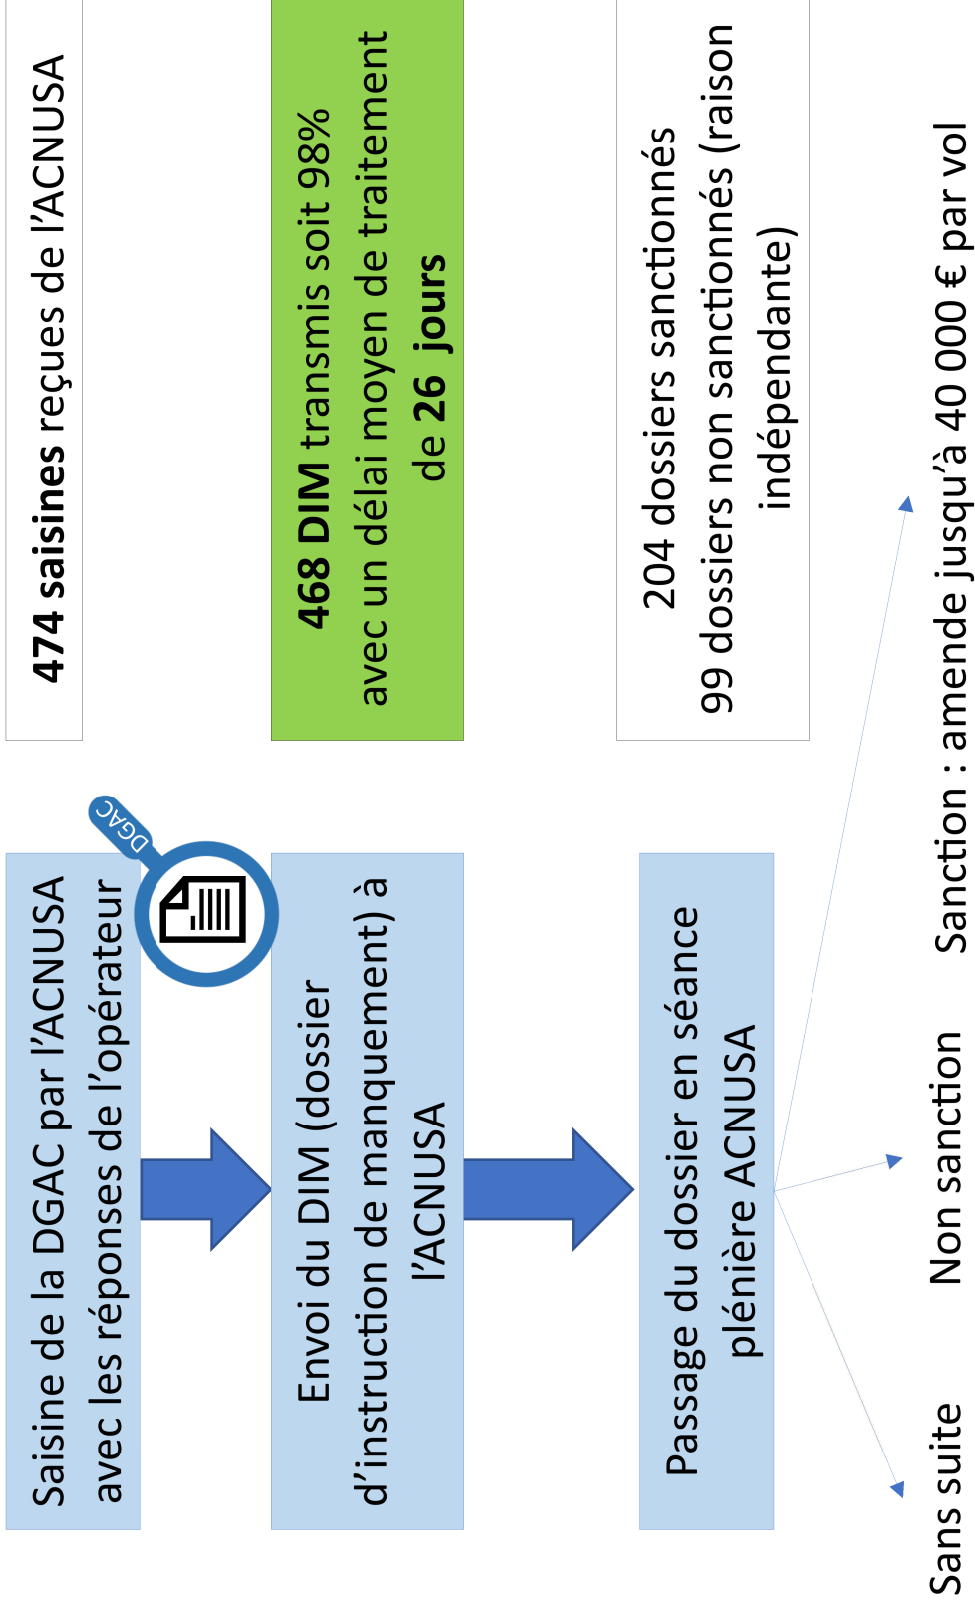 Saisine de la DGAC par l'ACNUSA
avec les réponses de l'opérateur
474 saisines reçues de l'ACNUSA
DGAC
Envoi du DIM (dossier
d'instruction de manquement) à
l'ACNUSA
468 DIM transmis soit 98%
avec un délai moyen de traitement
de 26 jours
Passage du dossier en séance
plénière ACNUSA
204 dossiers sanctionnés
99 dossiers non sanctionnés (raison
indépendante)
Sans suite
Non sanction
Sanction : amende jusqu'à 40 000 € par vol